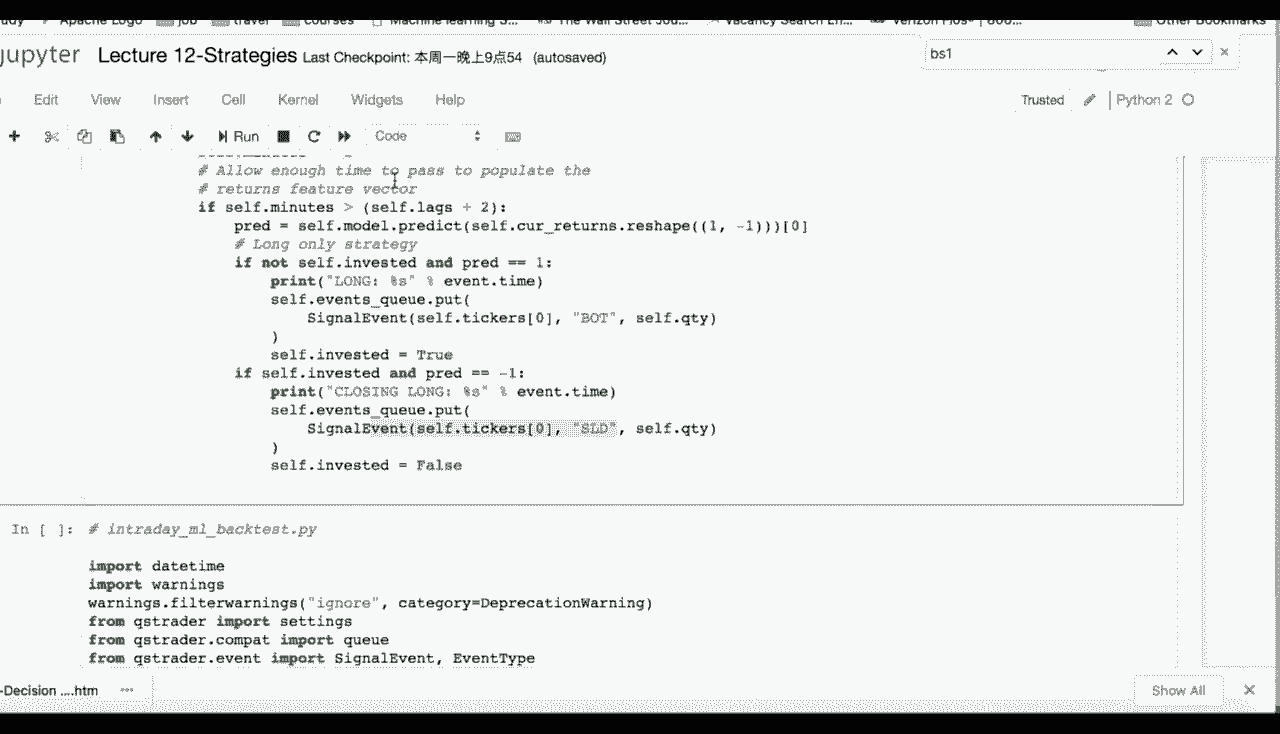 Apache Logo job travel courses Machine learning S... The Wall Street Jou... Vacancy Search En... Other Bookmarks
jupyter Lecture 12-Strategies Last Checkpoint: 本周一晚上9点54 (autosaved)
bs1
Edit View Insert Cell Kernel Widgets Help
Trusted Python 2
Run Code
# Allow enough time to pass to populate the
# returns feature vector
if self.minutes > (self.lags + 2):
pred = self.model.predict(self.cur_returns.reshape((1, -1)))[0]
# Long only strategy
if not self.invested and pred == 1:
print("LONG: %s" % event.time)
self.events_queue.put(
SignalEvent(self.tickers[0], "BOT", self.qty)
)
self.invested = True
if self.invested and pred == -1:
print("CLOSING LONG: %s" % event.time)
self.events_queue.put(
SignalEvent(self.tickers[0], "SLD", self.qty)
)
self.invested = False
In [ ]: # intraday_ml_backtest.py
import datetime
import warnings
warnings.filterwarnings("ignore", category=DeprecationWarning)
from qstrader import settings
from qstrader.compat import queue
from qstrader.event import SignalEvent, EventType
-Decision ....htm
Show All